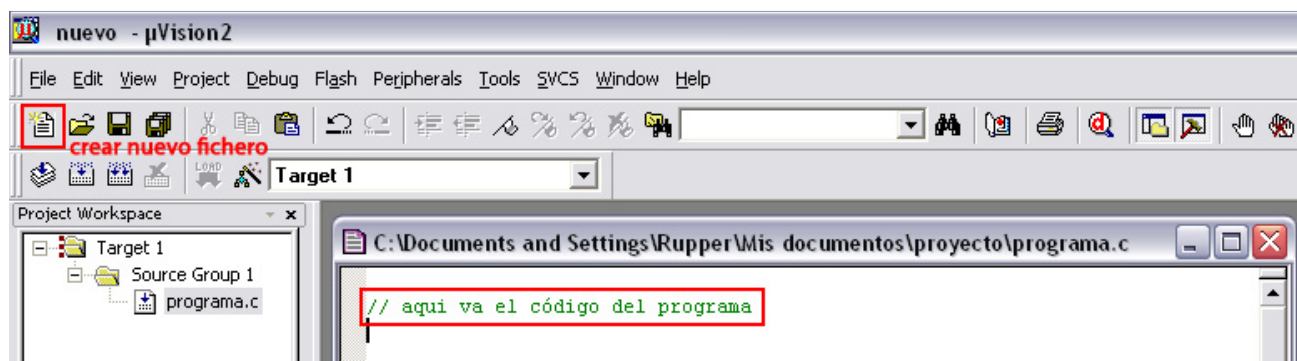 nuevo - µVision2
File Edit View Project Debug Flash Peripherals Tools SVCS Window Help
crear nuevo fichero
LOAD
Target 1
Project Workspace
Target 1
Source Group 1
programa.c
C:\Documents and Settings\Rupper\Mis documentos\proyecto\programa.c
// aqui va el código del programa